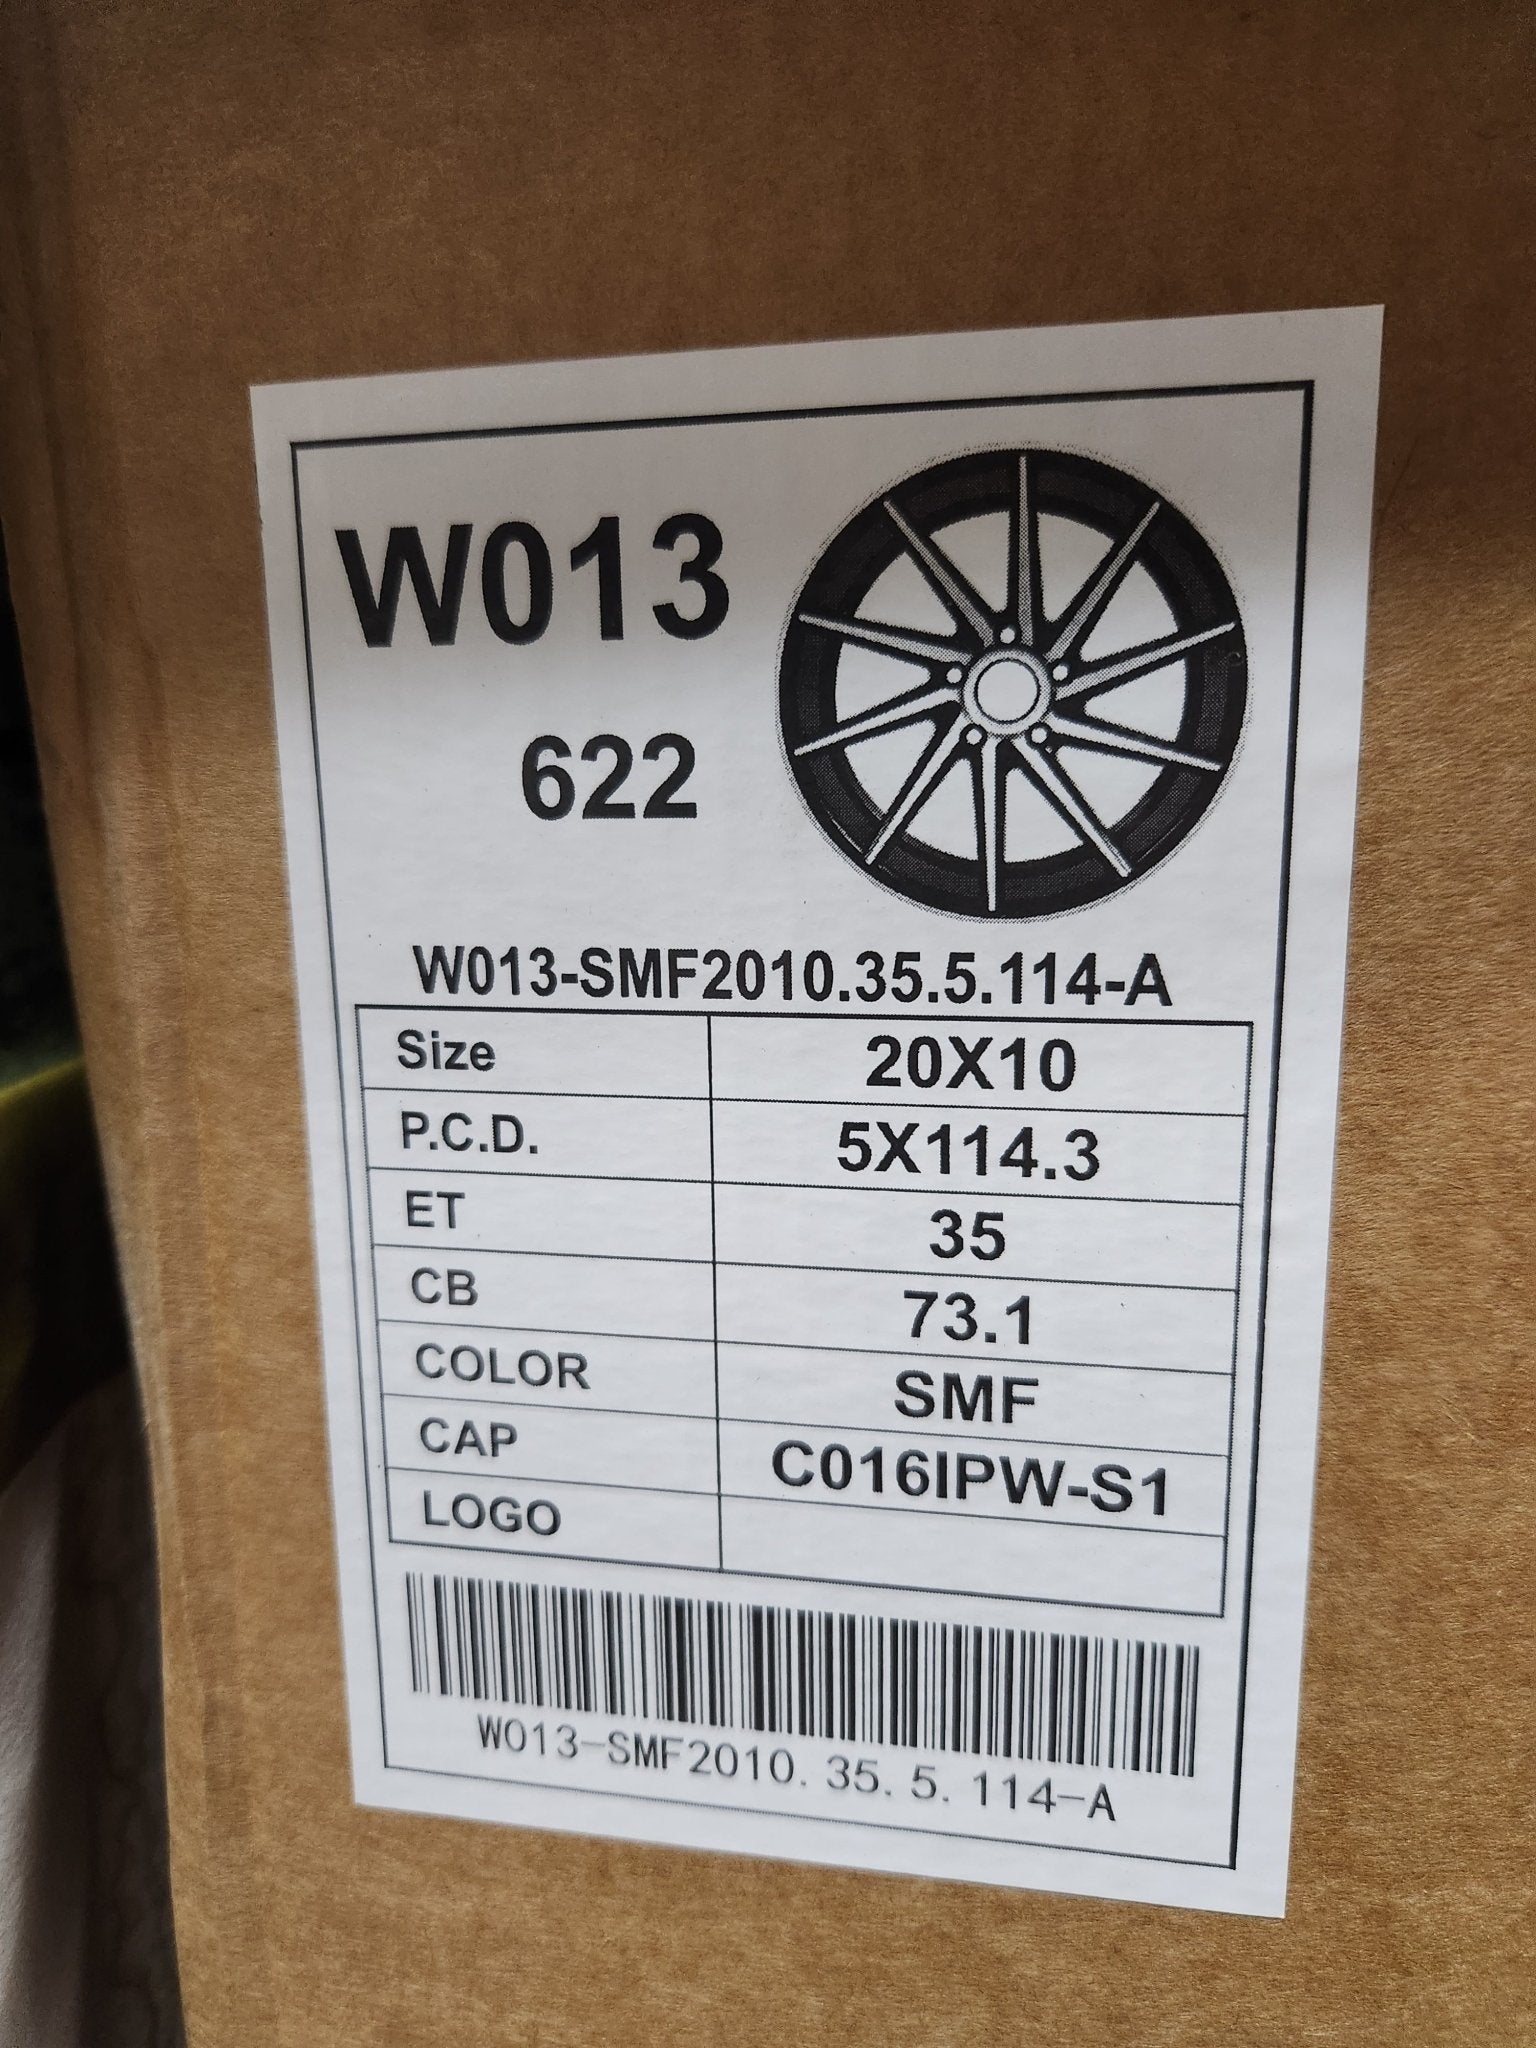 W013
622
W013-SMF2010.35.5.114-A
Size 20X10
P.C.D. 5X114.3
ET 35
CB 73.1
COLOR SMF
CAP C016IPW-S1
LOGO
W013-SMF2010.35.5.114-A